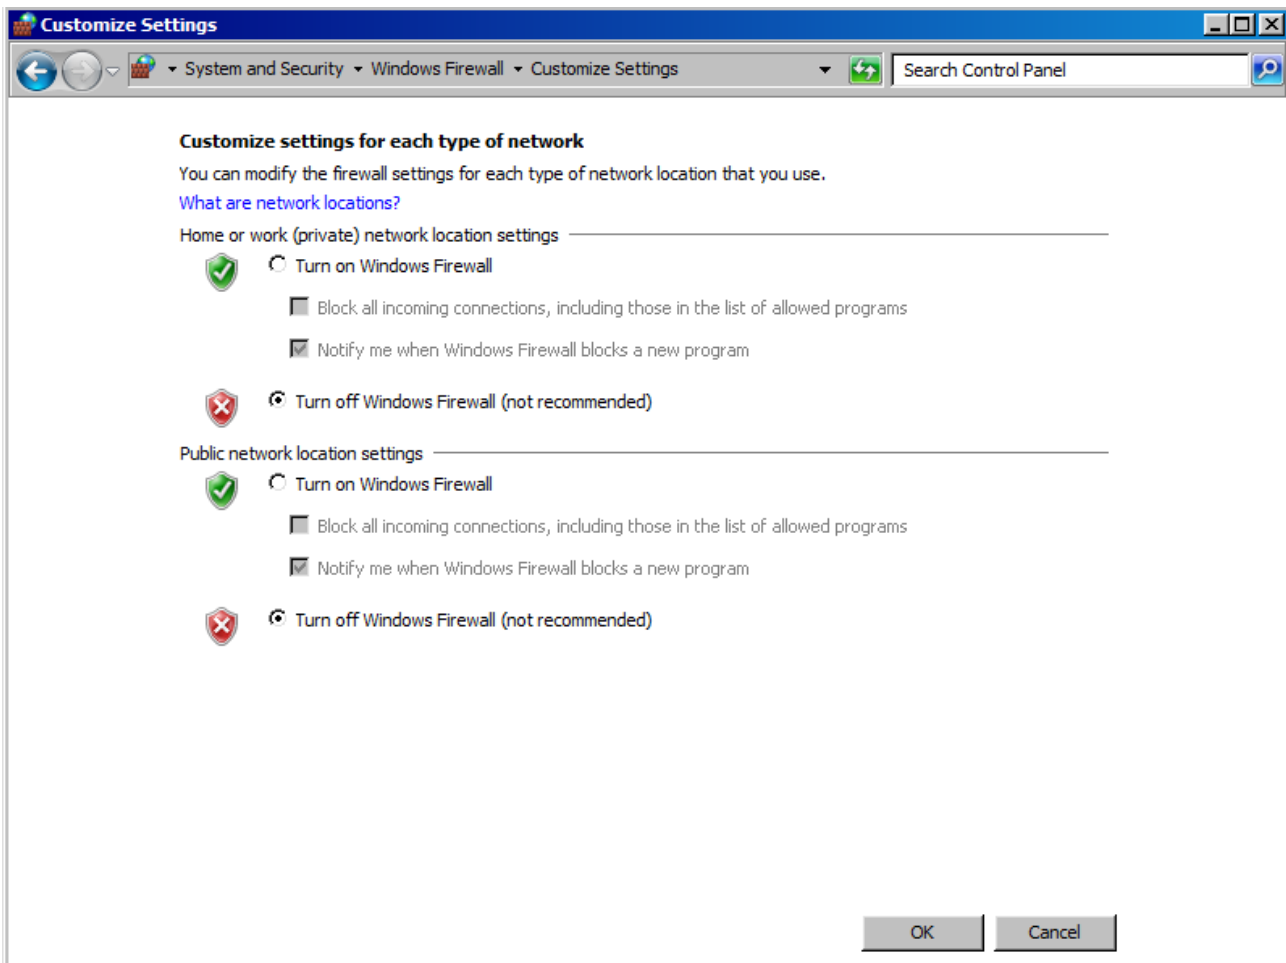 Customize Settings
System and Security Windows Firewall Customize Settings Search Control Panel
Customize settings for each type of network
You can modify the firewall settings for each type of network location that you use.
What are network locations?
Home or work (private) network location settings
Turn on Windows Firewall
Block all incoming connections, including those in the list of allowed programs
Notify me when Windows Firewall blocks a new program
Turn off Windows Firewall (not recommended)
Public network location settings
Turn on Windows Firewall
Block all incoming connections, including those in the list of allowed programs
Notify me when Windows Firewall blocks a new program
Turn off Windows Firewall (not recommended)
OK Cancel